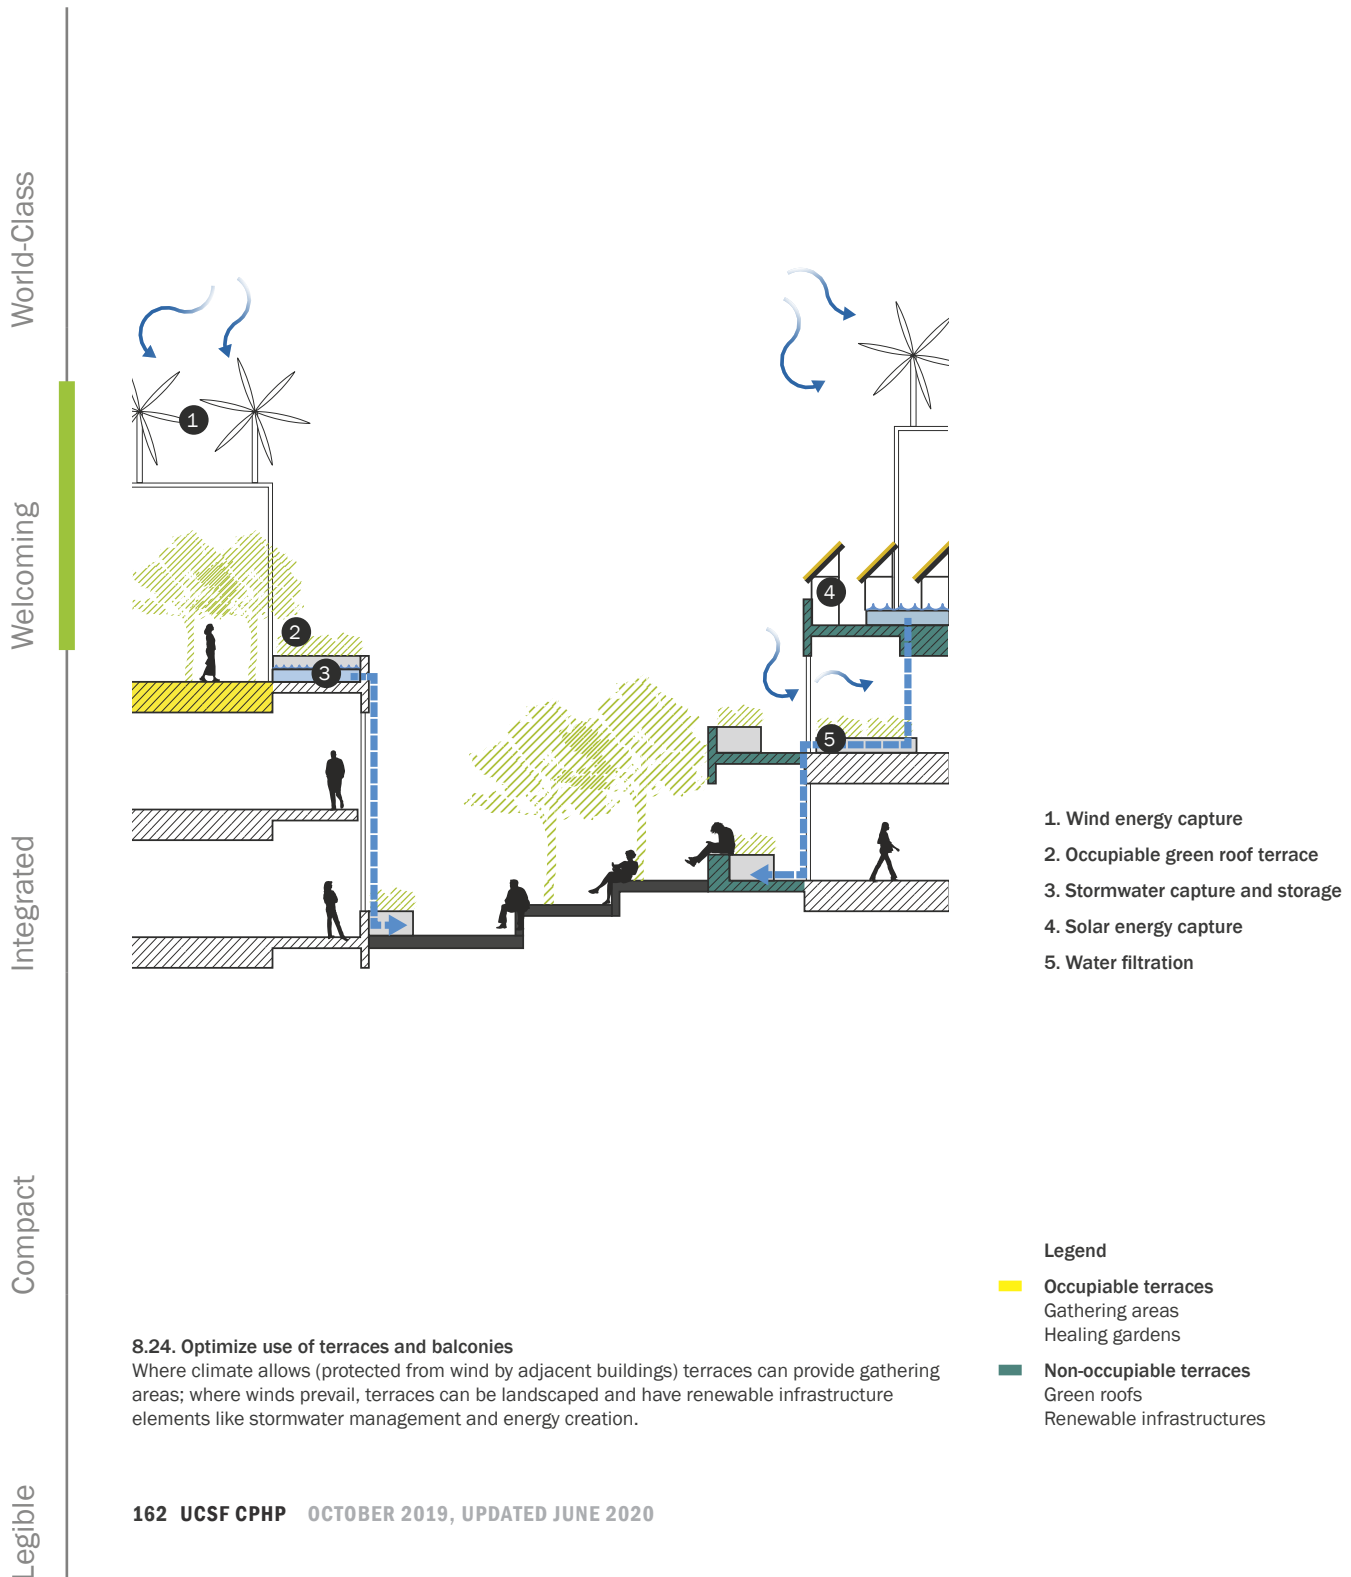 World-Class
Welcoming
Integrated
Compact
Legible
1
2
3
4
5
1. Wind energy capture
2. Occupiable green roof terrace
3. Stormwater capture and storage
4. Solar energy capture
5. Water filtration
Legend
Occupiable terraces
Gathering areas
Healing gardens
Non-occupiable terraces
Green roofs
Renewable infrastructures
8.24. Optimize use of terraces and balconies
Where climate allows (protected from wind by adjacent buildings) terraces can provide gathering
areas; where winds prevail, terraces can be landscaped and have renewable infrastructure
elements like stormwater management and energy creation.
162 UCSF CPHP OCTOBER 2019, UPDATED JUNE 2020